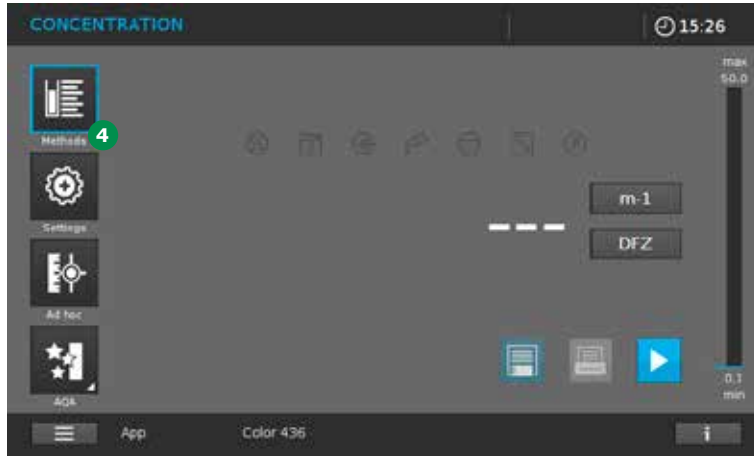 CONCENTRATION
15:26
max
50.0
Methods
4
Settings
m-1
DFZ
Ad hoc
AQA
0.1
min
App
Color 436
i